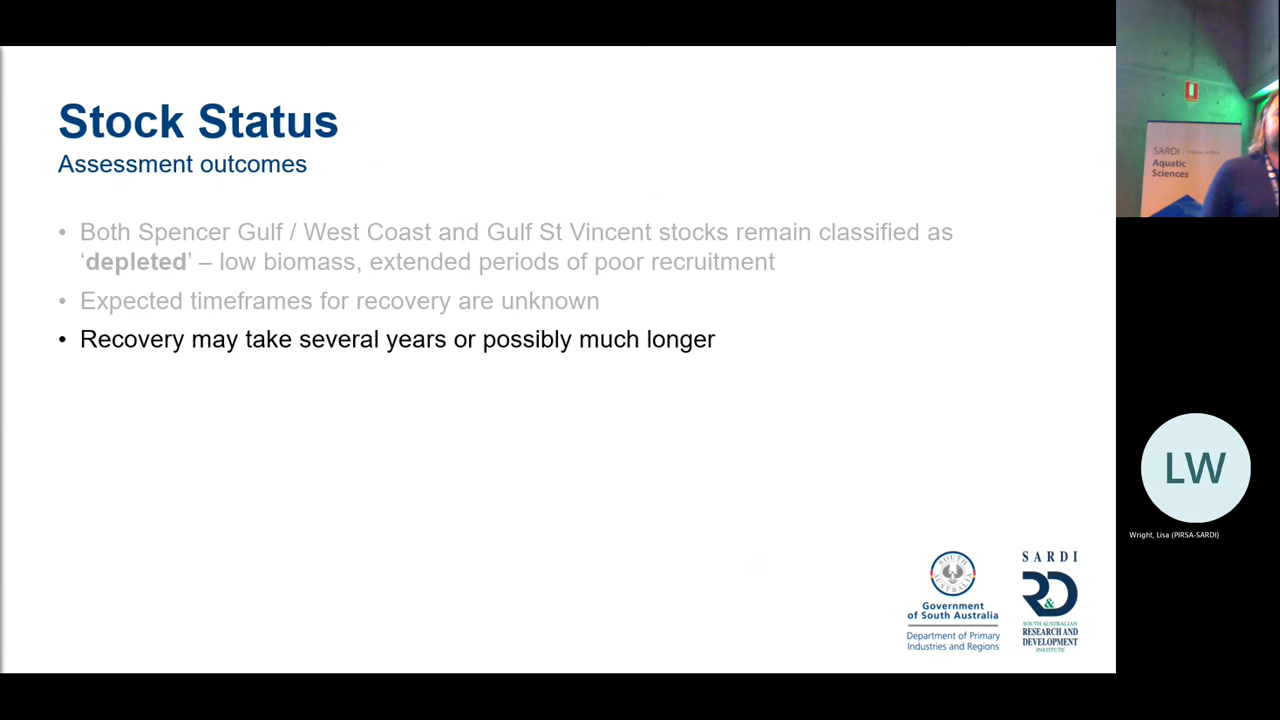 Stock Status
Assessment outcomes
• Both Spencer Gulf / West Coast and Gulf St Vincent stocks remain classified as
‘depleted’ – low biomass, extended periods of poor recruitment
• Expected timeframes for recovery are unknown
• Recovery may take several years or possibly much longer
SOUTH AUSTRALIA
Government
of South Australia
Department of Primary
Industries and Regions
SARDI
R&D
SOUTH AUSTRALIAN
RESEARCH AND
DEVELOPMENT
INSTITUTE
SARDI
Aquatic
Sciences
LW
Wright, Lisa (PIRSA-SARDI)